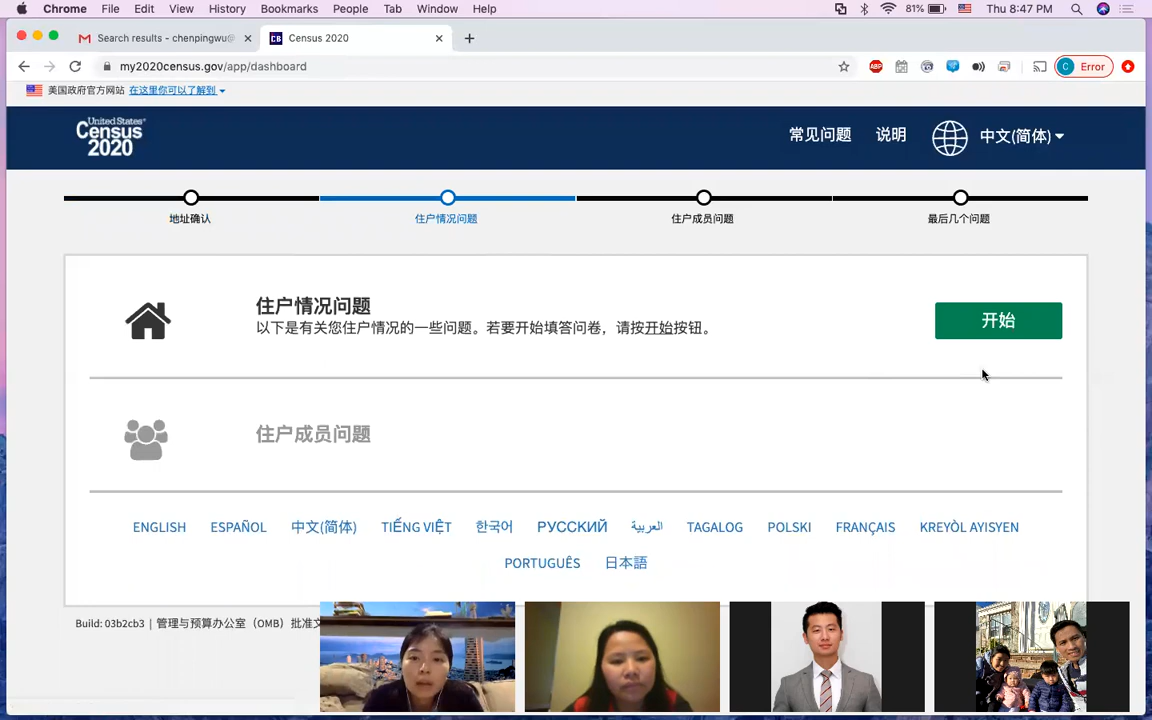 Chrome File Edit View History Bookmarks People Tab Window Help 81% Thu 8:47 PM
Search results - chenpingwu@ Census 2020
my2020census.gov/app/dashboard ABP C Error
美国政府官方网站 在这里你可以了解到
United States®
Census
2020
常见问题 说明 中文(简体)
地址确认 住户情况问题 住户成员问题 最后几个问题
住户情况问题
以下是有关您住户情况的一些问题。若要开始填答问卷，请按开始按钮。
开始
住户成员问题
ENGLISH ESPAÑOL 中文(简体) TIẾNG VIỆT 한국어 РУССКИЙ العربية TAGALOG POLSKI FRANÇAIS KREYÒL AYISYEN
PORTUGUÊS 日本語
Build: 03b2cb3 | 管理与预算办公室（OMB）批准文